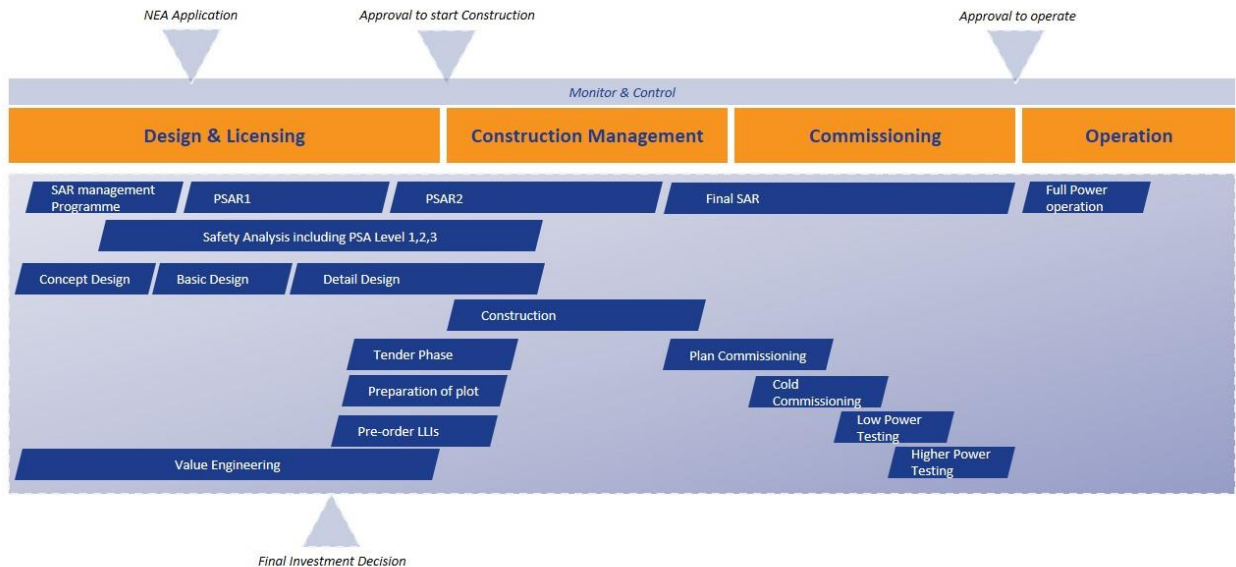 NEA Application
Approval to start Construction
Approval to operate
Monitor & Control
Design & Licensing
Construction Management
Commissioning
Operation
SAR management
Programme
PSAR1
PSAR2
Final SAR
Full Power
operation
Safety Analysis including PSA Level 1,2,3
Concept Design
Basic Design
Detail Design
Construction
Tender Phase
Plan Commissioning
Preparation of plot
Cold
Commissioning
Pre-order LLIs
Low Power
Testing
Value Engineering
Higher Power
Testing
Final Investment Decision